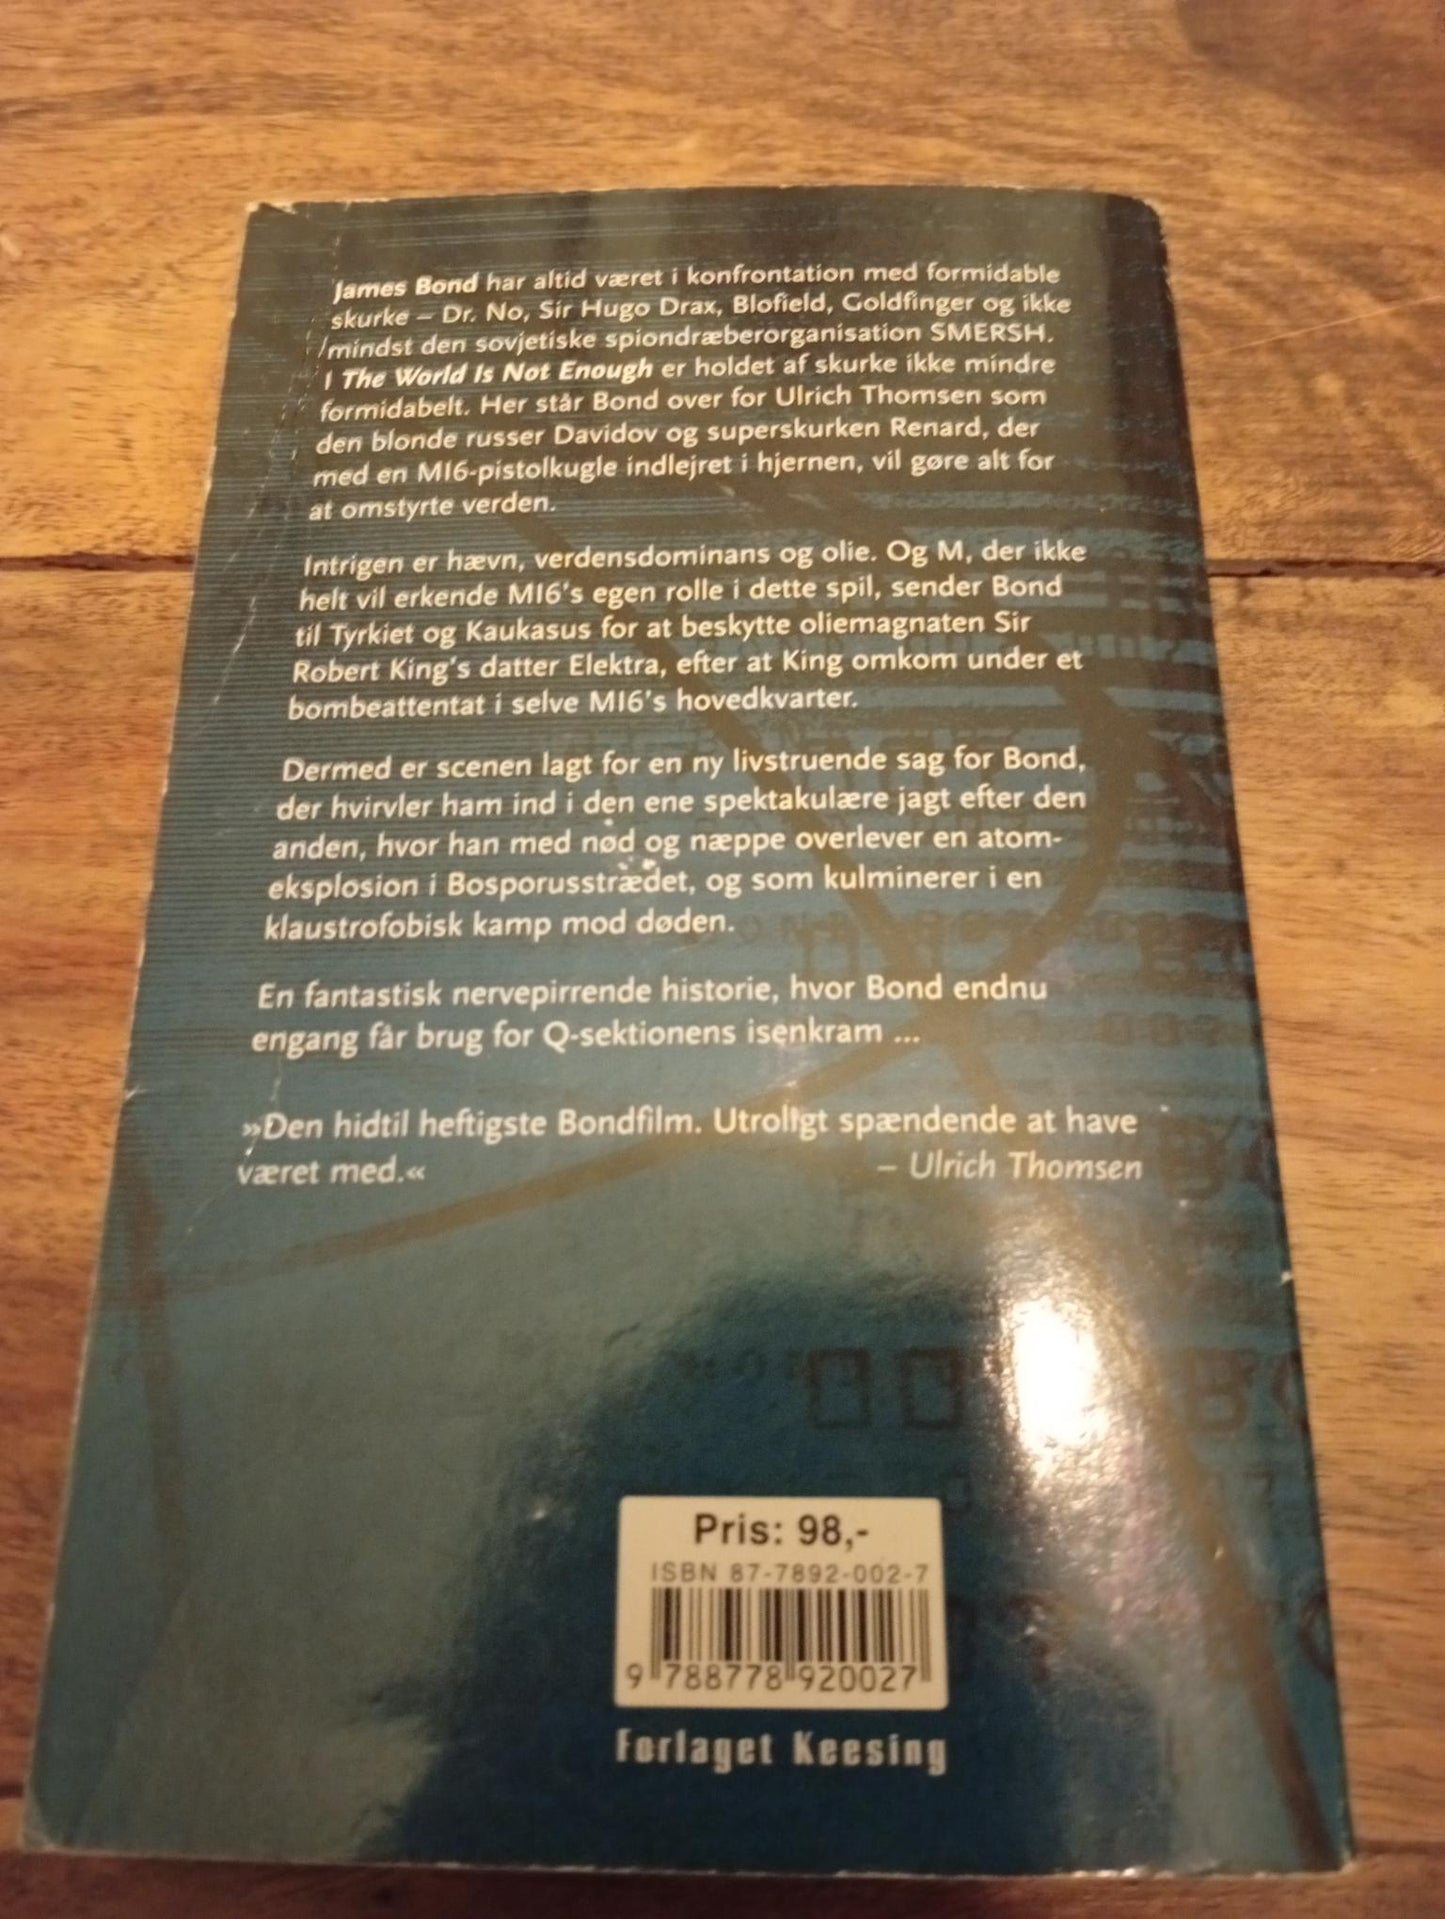 James Bond har altid været i konfrontation med formidable
skurke – Dr. No, Sir Hugo Drax, Blofield, Goldfinger og ikke
mindst den sovjetiske spiondræberorganisation SMERSH.
I The World Is Not Enough er holdet af skurke ikke mindre
formidabelt. Her står Bond over for Ulrich Thomsen som
den blonde russer Davidov og superskurken Renard, der
med en MI6-pistolkugle indlejret i hjernen, vil gøre alt for
at omstyrte verden.
Intrigen er hævn, verdensdominans og olie. Og M, der ikke
helt vil erkende MI6's egen rolle i dette spil, sender Bond
til Tyrkiet og Kaukasus for at beskytte oliemagnaten Sir
Robert King's datter Elektra, efter at King omkom under et
bombeattentat i selve MI6's hovedkvarter.
Dermed er scenen lagt for en ny livstruende sag for Bond,
der hvirvler ham ind i den ene spektakulære jagt efter den
anden, hvor han med nød og næppe overlever en atom-
eksplosion i Bosporusstrædet, og som kulminerer i en
klaustrofobisk kamp mod døden.
En fantastisk nervepirrende historie, hvor Bond endnu
engang får brug for Q-sektionens isenkram ...
»Den hidtil heftigste Bondfilm. Utroligt spændende at have
været med.« – Ulrich Thomsen
Pris: 98,-
ISBN 87-7892-002-7
9 788778 920027
Forlaget Keesing